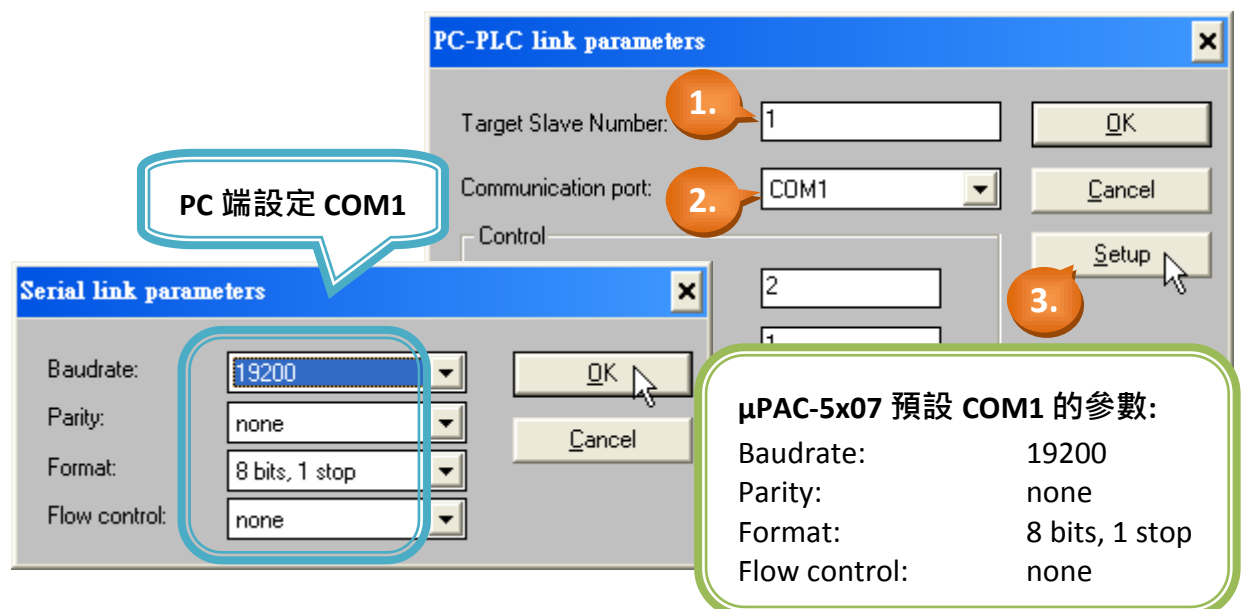 PC-PLC link parameters
1.
Target Slave Number:
1
OK
2.
Communication port:
COM1
Cancel
PC 端設定 COM1
Control
Setup
3.
2
1
Serial link parameters
Baudrate:
19200
OK
Parity:
none
Cancel
Format:
8 bits, 1 stop
Flow control:
none
μPAC-5x07 預設 COM1 的參數:
Baudrate: 19200
Parity: none
Format: 8 bits, 1 stop
Flow control: none